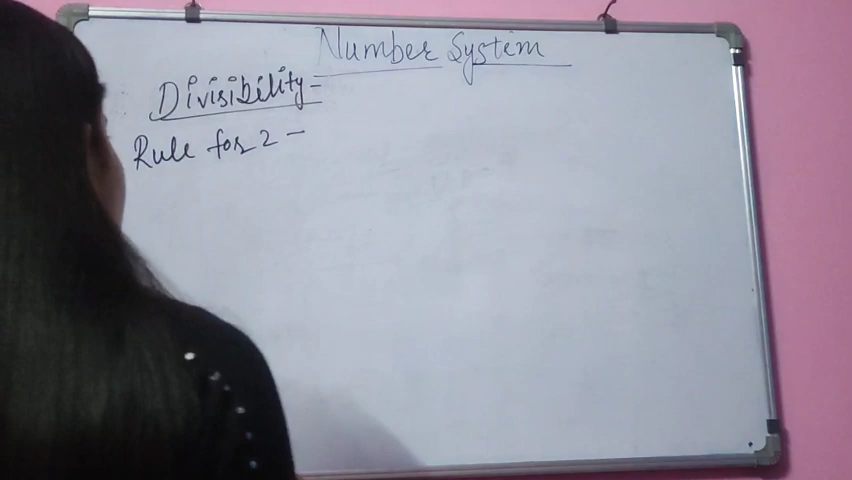 Number System
Divisibility =
Rule for 2 -